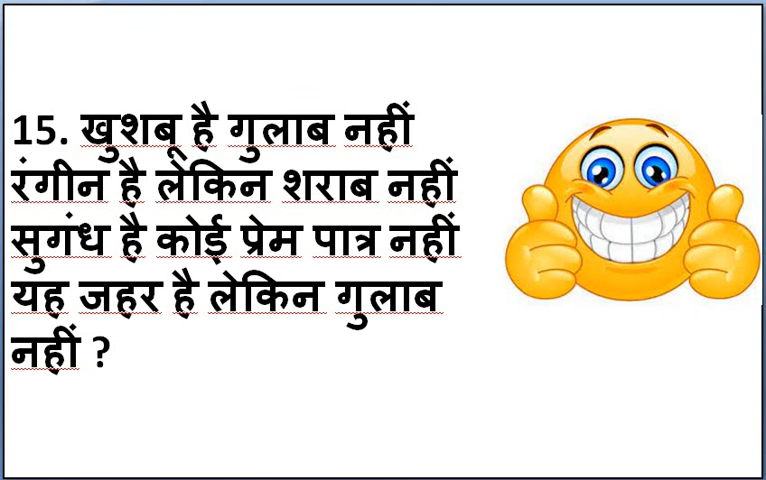 15. खुशबू है गुलाब नहीं
रंगीन है लेकिन शराब नहीं
सुगंध है कोई प्रेम पात्र नहीं
यह जहर है लेकिन गुलाब
नहीं ?